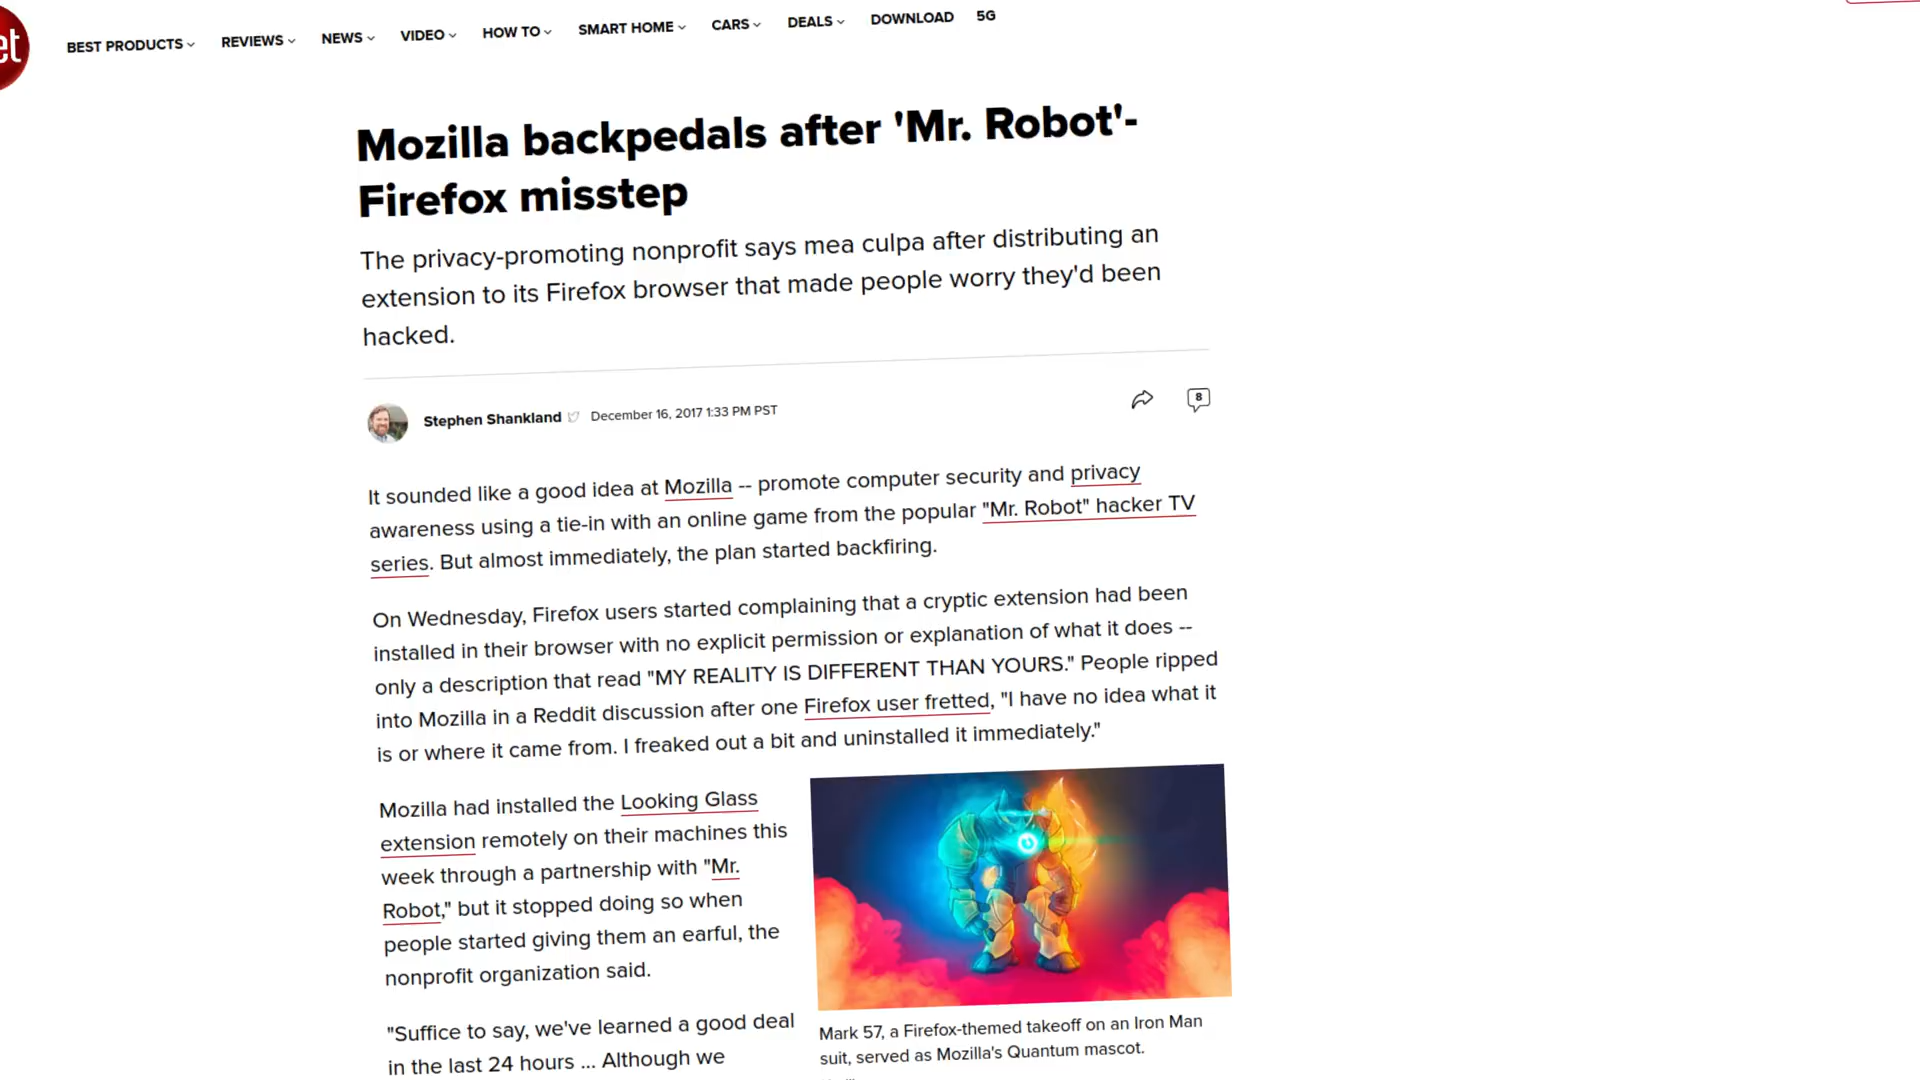 et
BEST PRODUCTS REVIEWS NEWS VIDEO HOW TO SMART HOME CARS DEALS DOWNLOAD 5G
Mozilla backpedals after 'Mr. Robot'-
Firefox misstep
The privacy-promoting nonprofit says mea culpa after distributing an
extension to its Firefox browser that made people worry they'd been
hacked.
Stephen Shankland December 16, 2017 1:33 PM PST
8
It sounded like a good idea at Mozilla -- promote computer security and privacy
awareness using a tie-in with an online game from the popular "Mr. Robot" hacker TV
series. But almost immediately, the plan started backfiring.
On Wednesday, Firefox users started complaining that a cryptic extension had been
installed in their browser with no explicit permission or explanation of what it does --
only a description that read "MY REALITY IS DIFFERENT THAN YOURS." People ripped
into Mozilla in a Reddit discussion after one Firefox user fretted, "I have no idea what it
is or where it came from. I freaked out a bit and uninstalled it immediately."
Mozilla had installed the Looking Glass
extension remotely on their machines this
week through a partnership with "Mr.
Robot," but it stopped doing so when
people started giving them an earful, the
nonprofit organization said.
"Suffice to say, we've learned a good deal
in the last 24 hours ... Although we
Mark 57, a Firefox-themed takeoff on an Iron Man
suit, served as Mozilla's Quantum mascot.